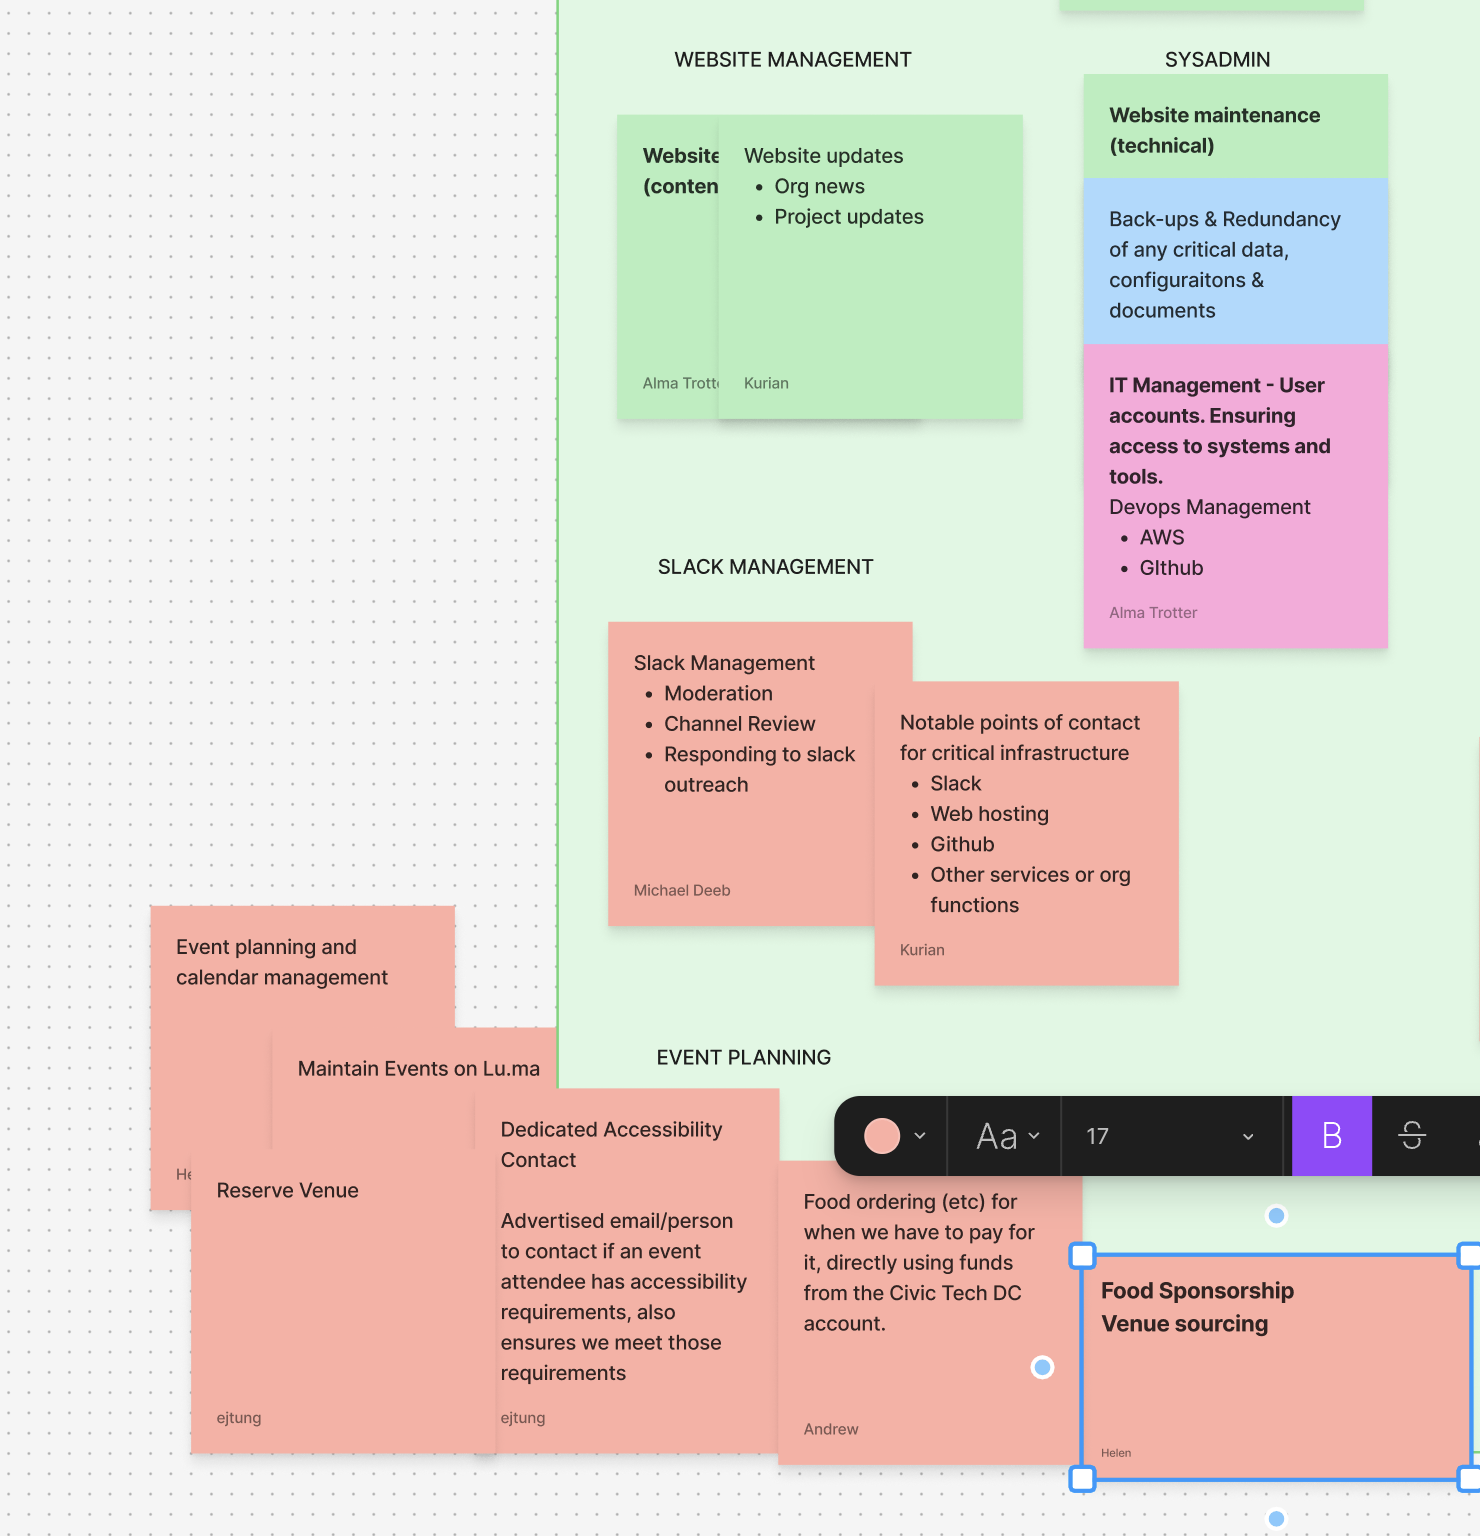 WEBSITE MANAGEMENT
Website
(conten
Alma Trotte
Website updates
• Org news
• Project updates
Kurian
SYSADMIN
Website maintenance
(technical)
Back-ups & Redundancy
of any critical data,
configuraitons &
documents
IT Management - User
accounts. Ensuring
access to systems and
tools.
Devops Management
• AWS
• GIthub
Alma Trotter
SLACK MANAGEMENT
Slack Management
• Moderation
• Channel Review
• Responding to slack
outreach
Michael Deeb
Notable points of contact
for critical infrastructure
• Slack
• Web hosting
• Github
• Other services or org
functions
Kurian
Event planning and
calendar management
He
Maintain Events on Lu.ma
Reserve Venue
ejtung
EVENT PLANNING
Dedicated Accessibility
Contact
Advertised email/person
to contact if an event
attendee has accessibility
requirements, also
ensures we meet those
requirements
ejtung
Aa
17
B
S
Food ordering (etc) for
when we have to pay for
it, directly using funds
from the Civic Tech DC
account.
Andrew
Food Sponsorship
Venue sourcing
Helen